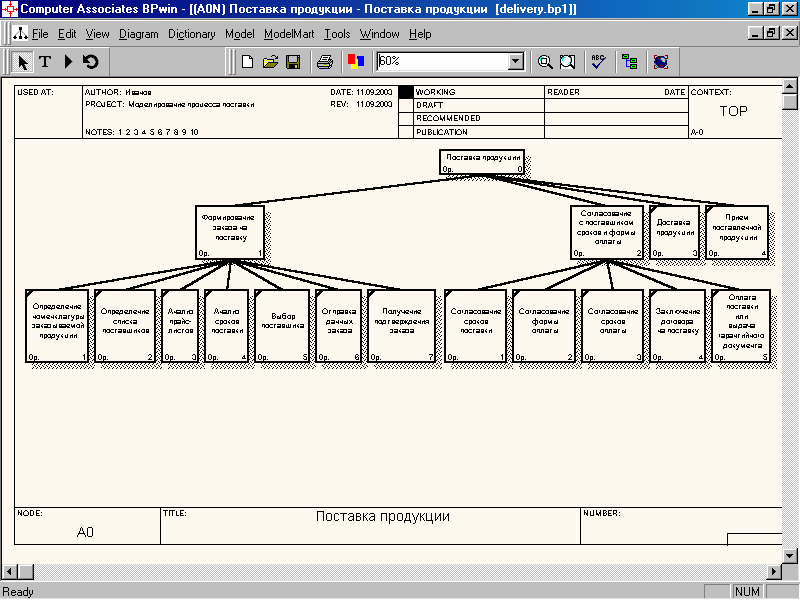 Computer Associates BPwin - [(A0N) Поставка продукции - Поставка продукции [delivery.bp1]]
File Edit View Diagram Dictionary Model ModelMart Tools Window Help
T 60% ABC
USED AT: AUTHOR: Иванов DATE: 11.09.2003 WORKING READER DATE CONTEXT:
PROJECT: Моделирование процесса поставки REV: 11.09.2003 DRAFT
TOP
RECOMMENDED
NOTES: 1 2 3 4 5 6 7 8 9 10 PUBLICATION A-0
Поставка продукции
0р. 0
Формирование
заказа на
поставку
0р. 1
Согласование
с поставщиком
сроков и формы
оплаты
0р. 2
Доставка
продукции
0р. 3
Прием
поставленной
продукции
0р. 4
Определение
номенклатуры
заказываемой
продукции
0р. 1
Определение
списка
поставщиков
0р. 2
Анализ
прайс-
листов
0р. 3
Анализ
сроков
поставки
0р. 4
Выбор
поставщика
0р. 5
Отправка
данных
заказа
0р. 6
Получение
подтверждения
заказа
0р. 7
Согласование
сроков
поставки
0р. 1
Согласование
формы
оплаты
0р. 2
Согласование
сроков
оплаты
0р. 3
Заключение
договора
на поставку
0р. 4
Оплата
поставки
или
выдача
гарантийного
документа
0р. 5
NODE: TITLE: NUMBER:
A0 Поставка продукции
Ready NUM